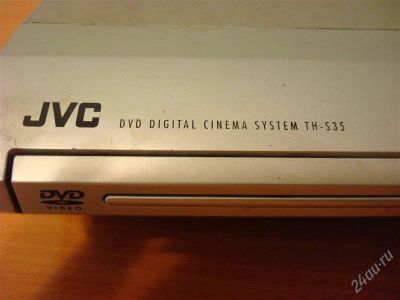 JVC DVD DIGITAL CINEMA SYSTEM TH-S35
DVD
VIDEO
24au.ru